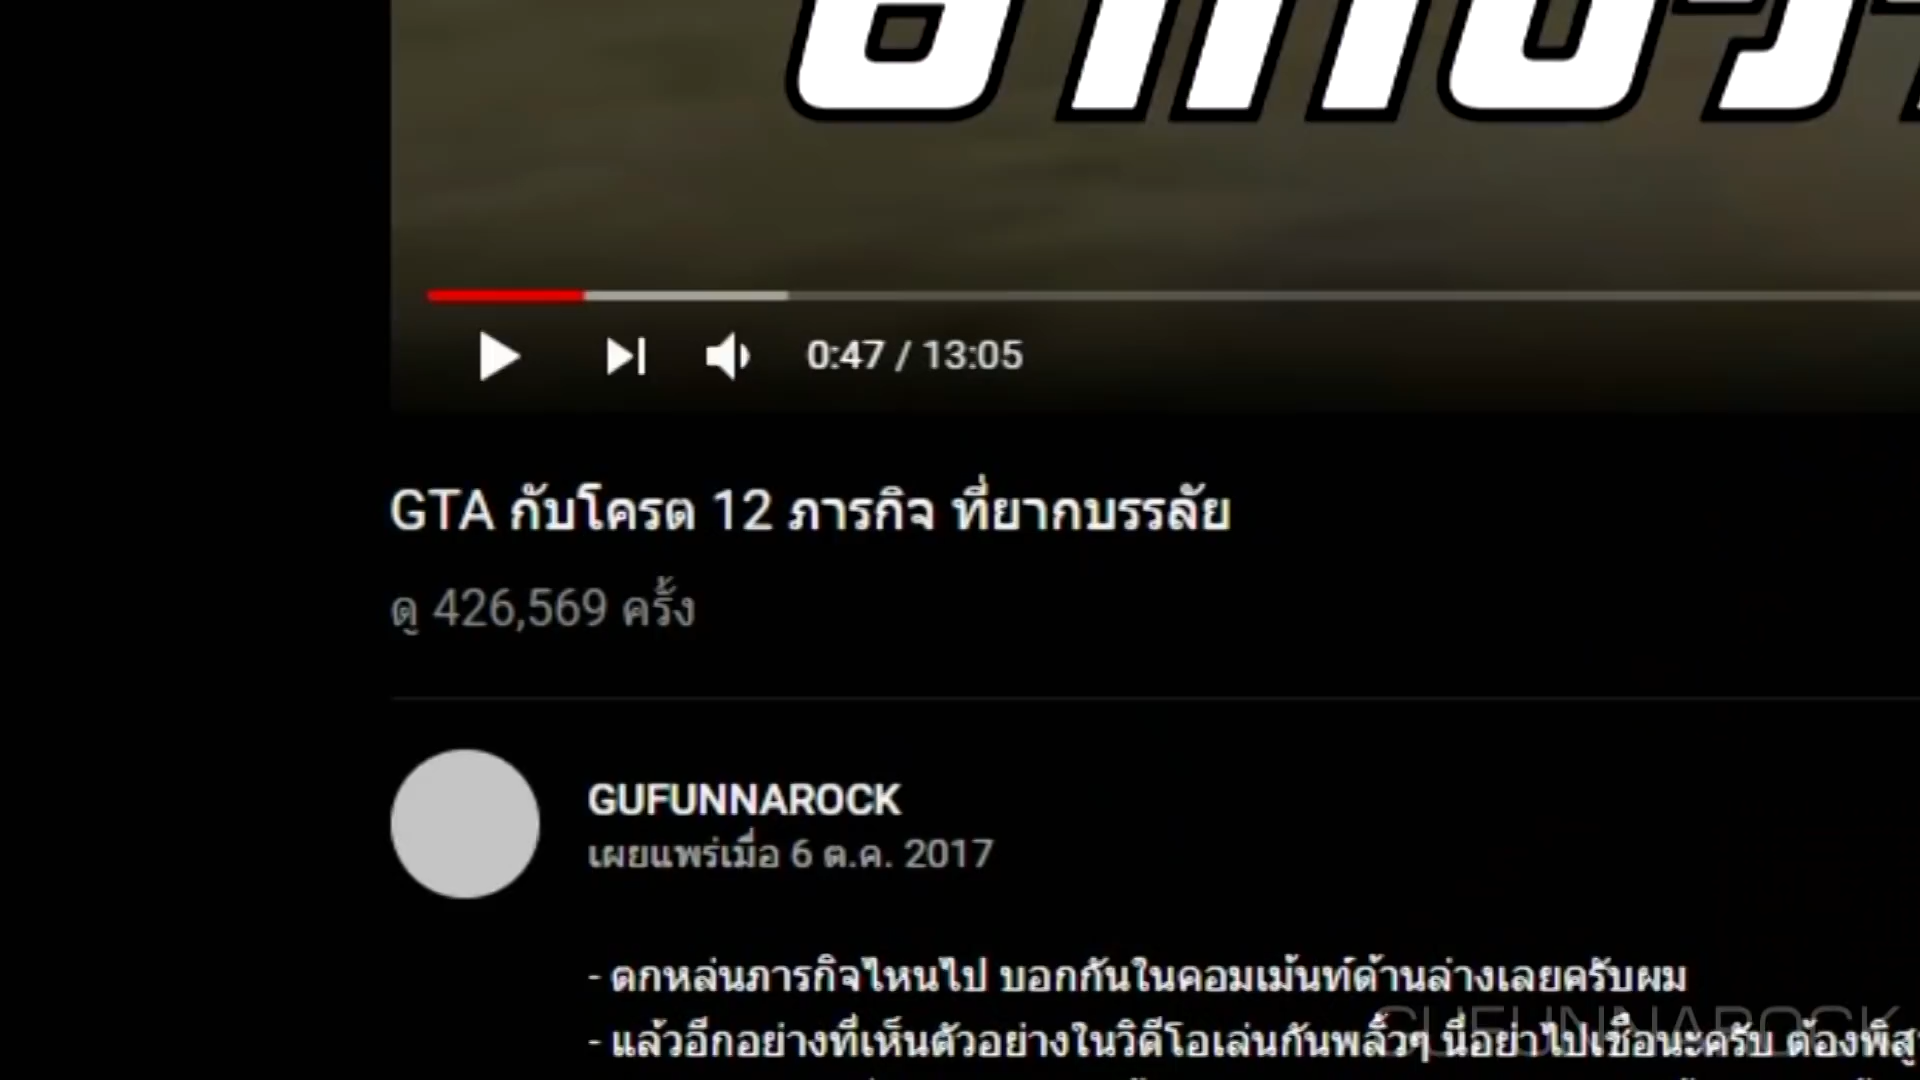 0:47 / 13:05
GTA กับโครต 12 ภารกิจ ที่ยากบรรลัย
ดู 426,569 ครั้ง
GUFUNNAROCK
เผยแพร่เมื่อ 6 ต.ค. 2017
- ตกหล่นภารกิจไหนไป บอกกันในคอมเม้นท์ด้านล่างเลยครับผม
GUFUNNAROCK
- แล้วอีกอย่างที่เห็นตัวอย่างในวิดีโอเล่นกันพลิ้วๆ นี่อย่าไปเชื่อนะครับ